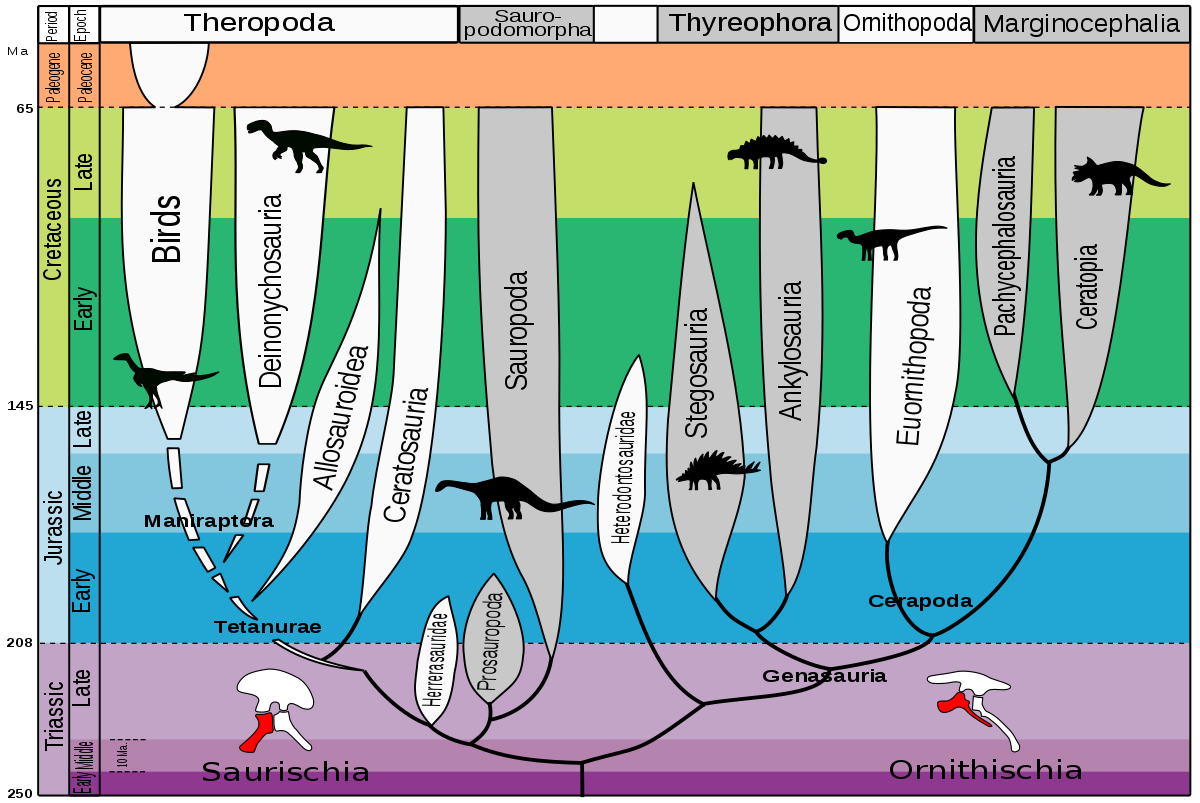 Period
Epoch
Theropoda
Sauro-
podomorpha
Thyreophora
Ornithopoda
Marginocephalia
Ma
Paleogene
Paleocene
65
Cretaceous
Late
Early
145
Jurassic
Late
Middle
Early
208
Triassic
Late
Middle
Early
250
10 Ma.
Birds
Deinonychosauria
Allosauroidea
Ceratosauria
Sauropoda
Heterodontosauridae
Stegosauria
Ankylosauria
Euornithopoda
Pachycephalosauria
Ceratopia
Maniraptora
Tetanurae
Herrerasauridae
Prosauropoda
Cerapoda
Genasauria
Saurischia
Ornithischia